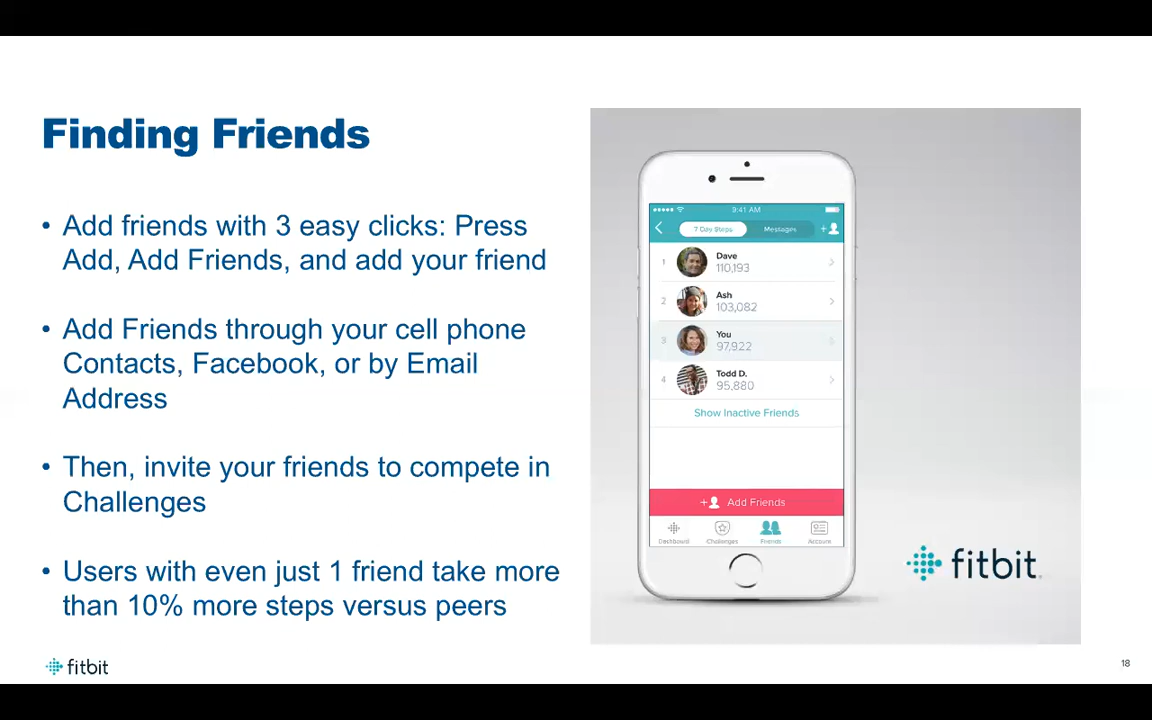 Finding Friends
• Add friends with 3 easy clicks: Press
Add, Add Friends, and add your friend
• Add Friends through your cell phone
Contacts, Facebook, or by Email
Address
• Then, invite your friends to compete in
Challenges
• Users with even just 1 friend take more
than 10% more steps versus peers
fitbit
9:41 AM
7 Day Steps Messages
1 Dave
110,193
2 Ash
103,082
3 You
97,922
4 Todd D.
95,880
Show Inactive Friends
Add Friends
Dashboard Challenges Friends Account
fitbit
18